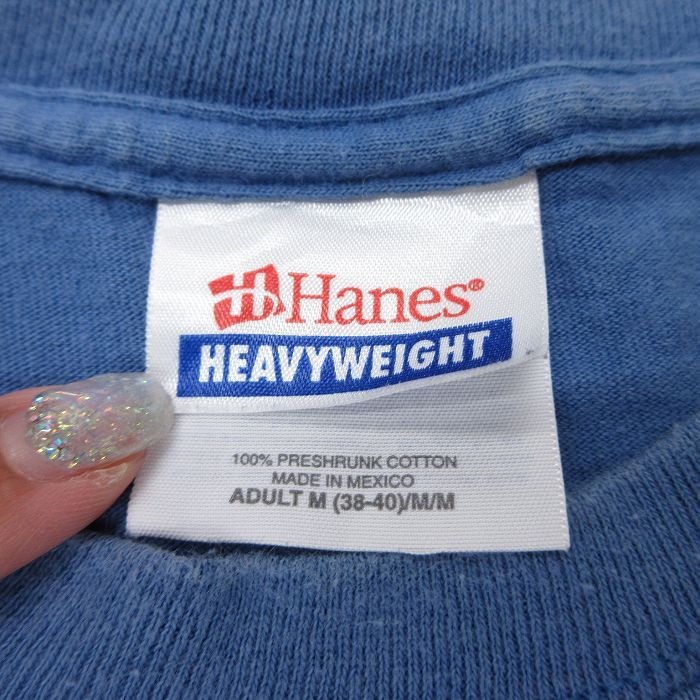 Hanes®
HEAVYWEIGHT
100% PRESHRUNK COTTON
MADE IN MEXICO
ADULT M (38-40)/M/M